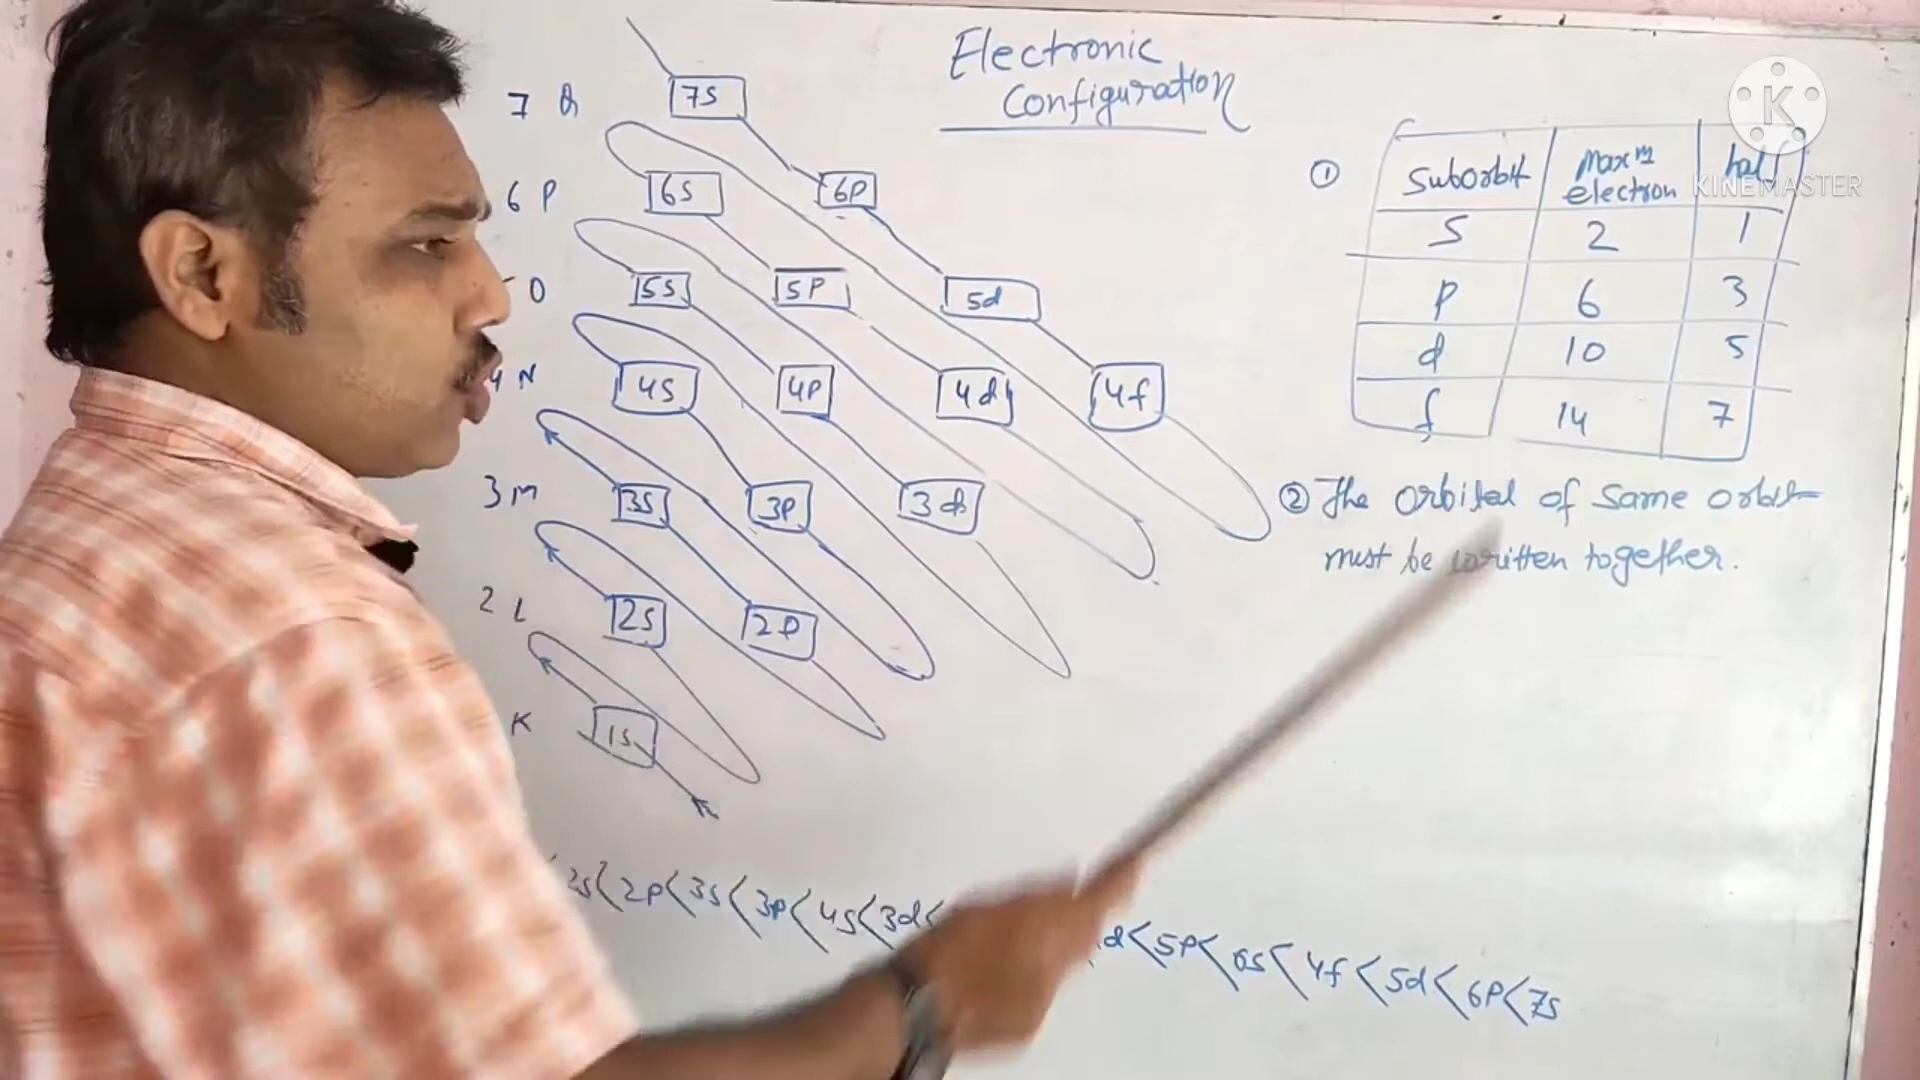 Electronic
Configuration
7 Q 7s
6 P 6s 6p
O 5s 5p 5d
4 N 4s 4p 4d 4f
3 M 3s 3p 3d
2 L 2s 2p
K 1s
2s < 2p < 3s < 3p < 4s < 3d <
d < 5p < 6s < 4f < 5d < 6p < 7s
① Suborbit Maxm electron half
S 2 1
p 6 3
d 10 5
f 14 7
② The orbital of same orbit
must be written together.
K
KINEMASTER